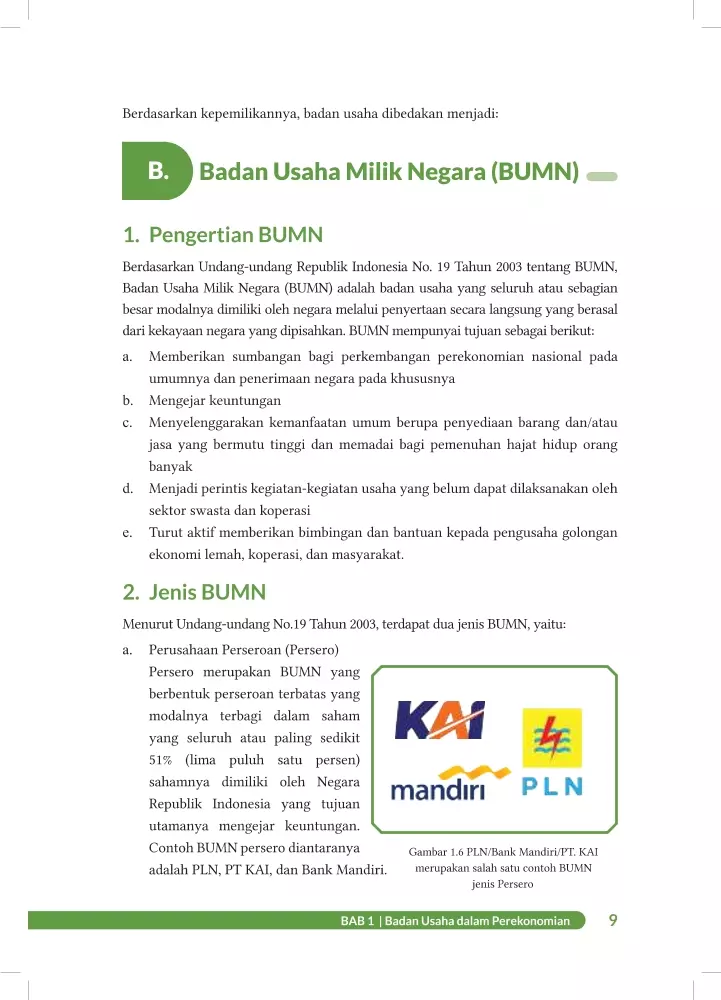 Berdasarkan kepemilikannya, badan usaha dibedakan menjadi:
B.
Badan Usaha Milik Negara (BUMN)
1. Pengertian BUMN
Berdasarkan Undang-undang Republik Indonesia No. 19 Tahun 2003 tentang BUMN,
Badan Usaha Milik Negara (BUMN) adalah badan usaha yang seluruh atau sebagian
besar modalnya dimiliki oleh negara melalui penyertaan secara langsung yang berasal
dari kekayaan negara yang dipisahkan. BUMN mempunyai tujuan sebagai berikut:
a. Memberikan sumbangan bagi perkembangan perekonomian nasional pada
umumnya dan penerimaan negara pada khususnya
b. Mengejar keuntungan
c. Menyelenggarakan kemanfaatan umum berupa penyediaan barang dan/atau
jasa yang bermutu tinggi dan memadai bagi pemenuhan hajat hidup orang
banyak
d. Menjadi perintis kegiatan-kegiatan usaha yang belum dapat dilaksanakan oleh
sektor swasta dan koperasi
e. Turut aktif memberikan bimbingan dan bantuan kepada pengusaha golongan
ekonomi lemah, koperasi, dan masyarakat.
2. Jenis BUMN
Menurut Undang-undang No.19 Tahun 2003, terdapat dua jenis BUMN, yaitu:
a. Perusahaan Perseroan (Persero)
Persero merupakan BUMN yang
berbentuk perseroan terbatas yang
modalnya terbagi dalam saham
yang seluruh atau paling sedikit
51% (lima puluh satu persen)
sahamnya dimiliki oleh Negara
Republik Indonesia yang tujuan
utamanya mengejar keuntungan.
Contoh BUMN persero diantaranya
adalah PLN, PT KAI, dan Bank Mandiri.
KAI
mandiri
PLN
Gambar 1.6 PLN/Bank Mandiri/PT. KAI
merupakan salah satu contoh BUMN
jenis Persero
BAB 1 | Badan Usaha dalam Perekonomian
9